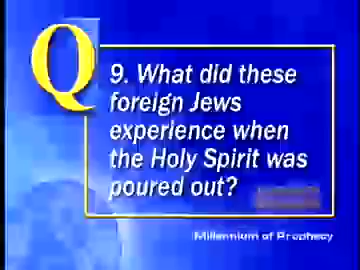 Q
9. What did these
foreign Jews
experience when
the Holy Spirit was
poured out?
Millennium of Prophecy